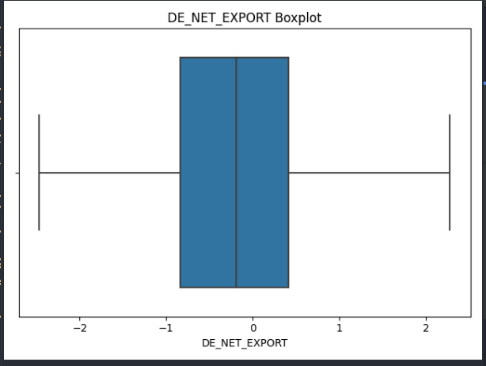 DE_NET_EXPORT Boxplot
−2 −1 0 1 2
DE_NET_EXPORT